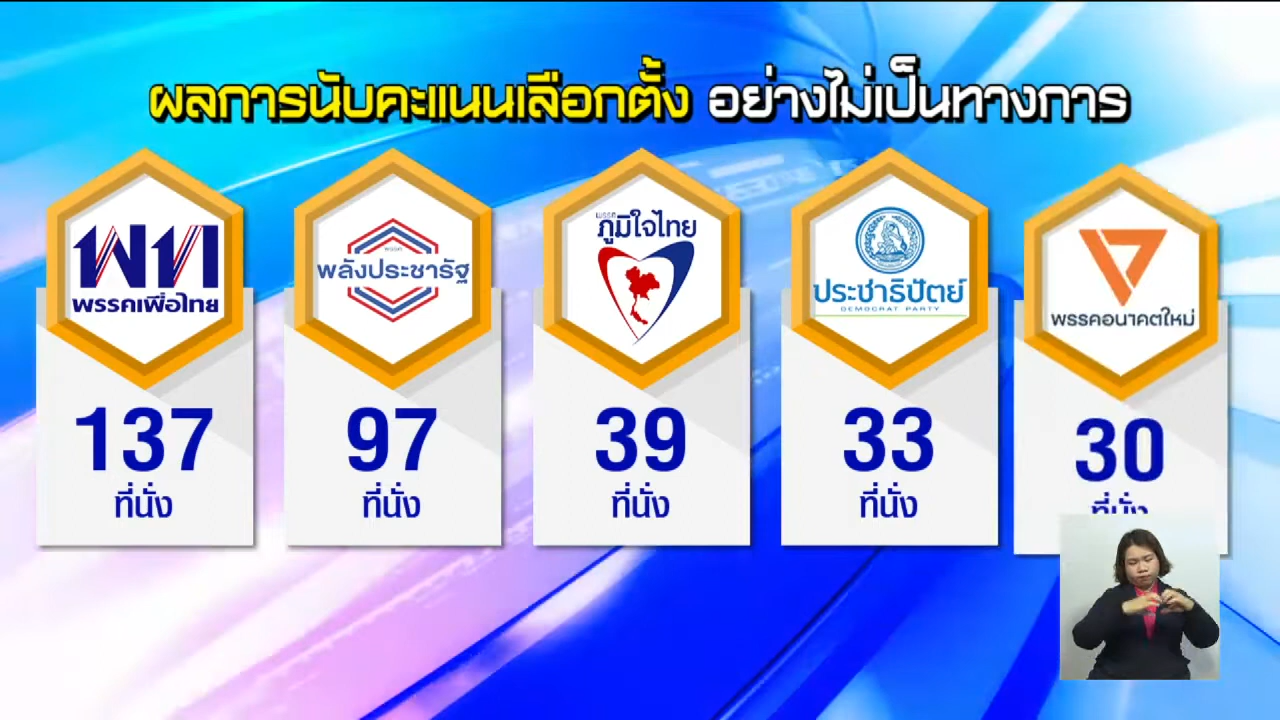 ผลการนับคะแนนเลือกตั้ง อย่างไม่เป็นทางการ
พท
พรรคเพื่อไทย
137
ที่นั่ง
พรรค
พลังประชารัฐ
97
ที่นั่ง
พรรค
ภูมิใจไทย
39
ที่นั่ง
ประชาธิปัตย์
DEMOCRAT PARTY
33
ที่นั่ง
พรรคอนาคตใหม่
30
ที่นั่ง